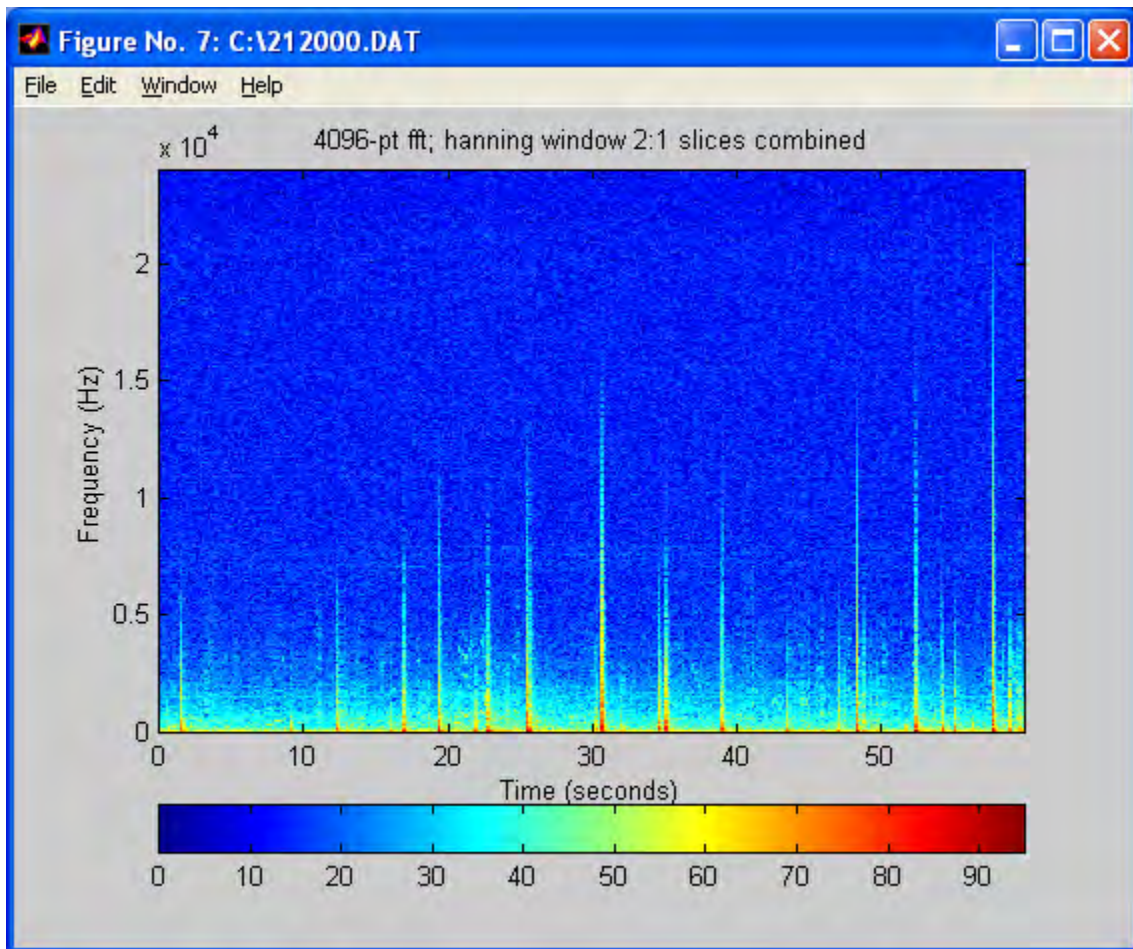 Figure No. 7: C:\212000.DAT
File Edit Window Help
x 10^4
4096-pt fft; hanning window 2:1 slices combined
2
1.5
1
0.5
0
Frequency (Hz)
0 10 20 30 40 50
Time (seconds)
0 10 20 30 40 50 60 70 80 90